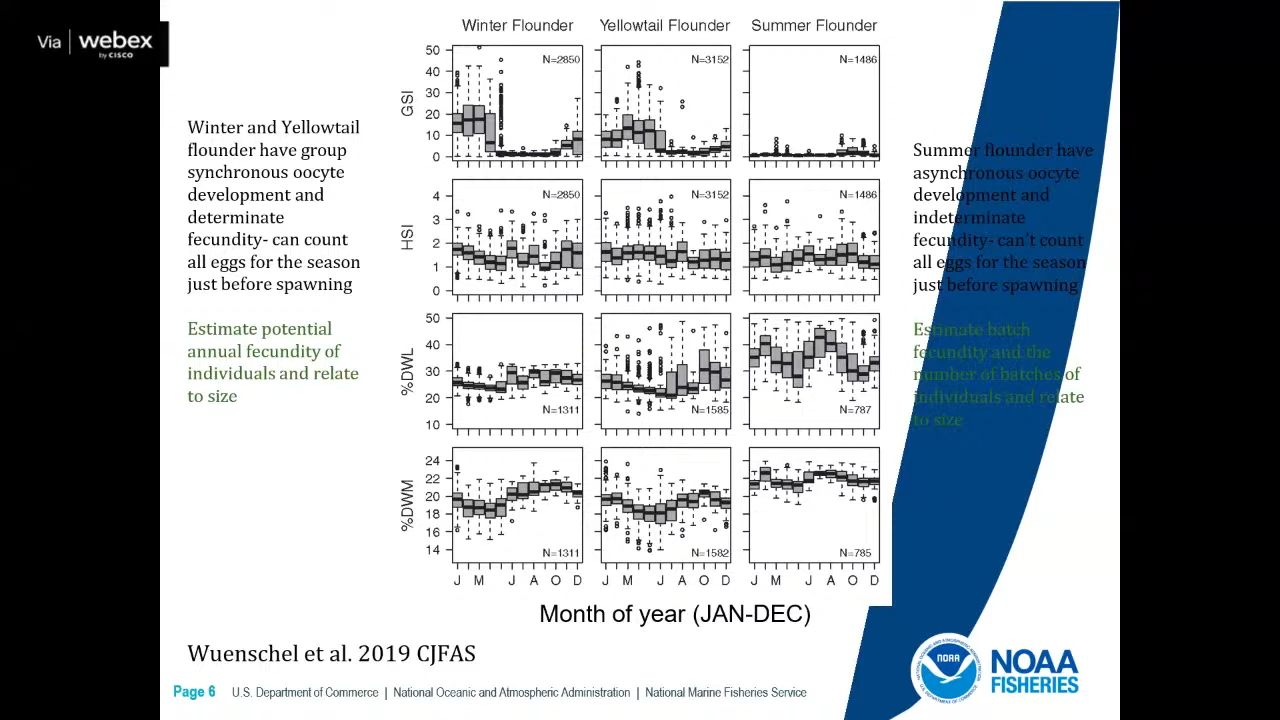 Via webex
by CISCO
Winter Flounder Yellowtail Flounder Summer Flounder
Winter and Yellowtail
flounder have group
synchronous oocyte
development and
determinate
fecundity- can count
all eggs for the season
just before spawning
Estimate potential
annual fecundity of
individuals and relate
to size
GSI
50
40
30
20
10
0
N=2850
N=3152
N=1486
HSI
4
3
2
1
0
N=2850
N=3152
N=1486
%DWL
50
40
30
20
10
N=1311
N=1585
N=787
%DWM
24
22
20
18
16
14
N=1311
N=1582
N=785
J M J A O D J M J A O D J M J A O D
Month of year (JAN-DEC)
Summer flounder have
asynchronous oocyte
development and
indeterminate
fecundity- can't count
all eggs for the season
just before spawning
Estimate batch
fecundity and the
number of batches of
individuals and relate
to size
Wuenschel et al. 2019 CJFAS
Page 6 U.S. Department of Commerce | National Oceanic and Atmospheric Administration | National Marine Fisheries Service
NOAA
NOAA
FISHERIES